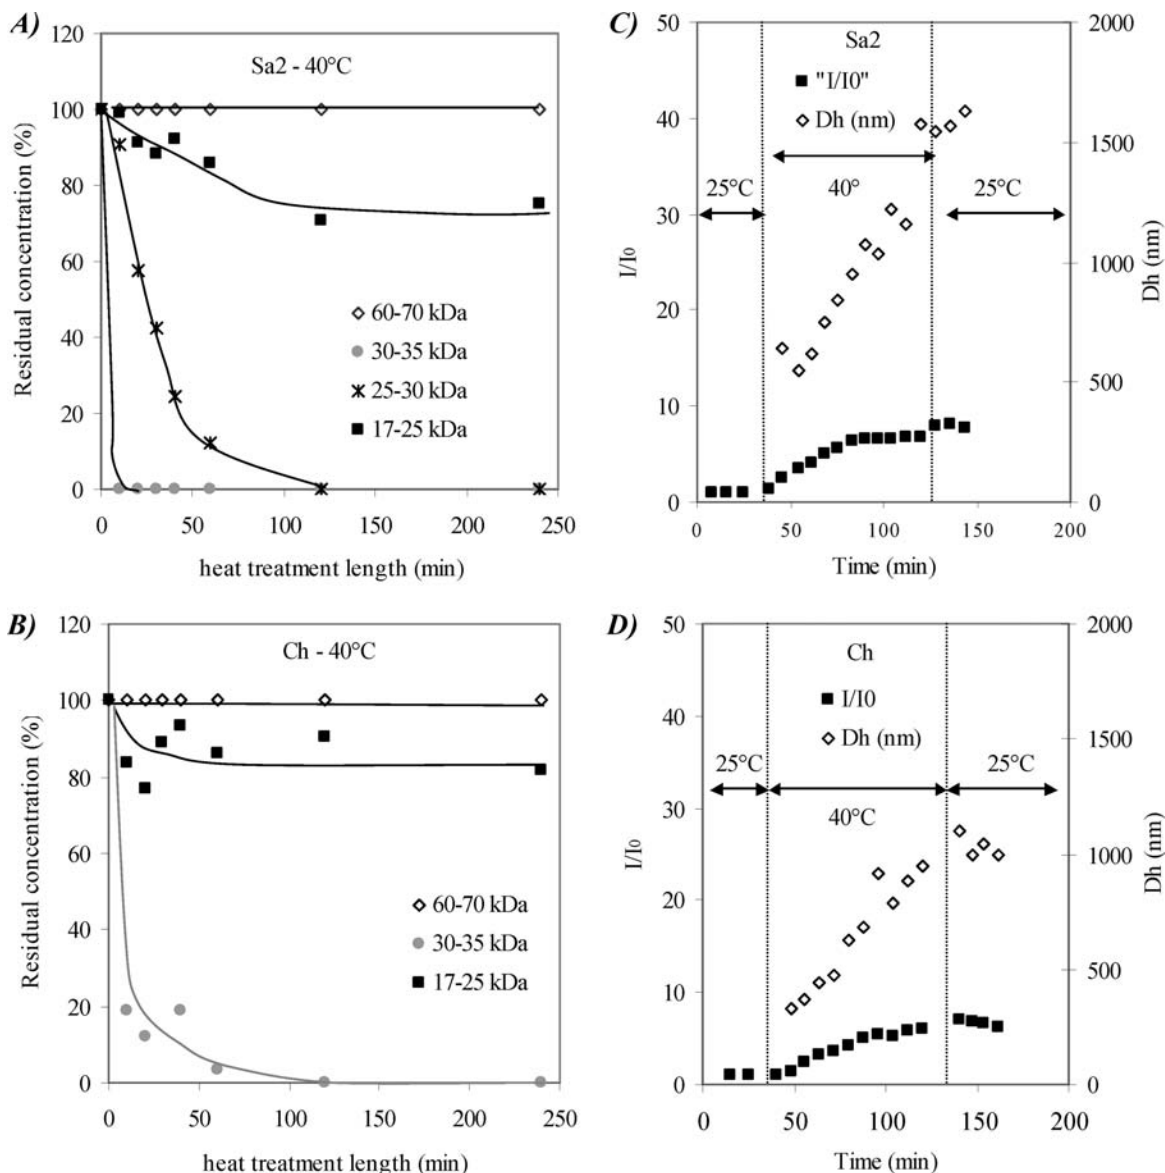 A)
120
100
80
60
40
20
0
Residual concentration (%)
Sa2 - 40°C
60-70 kDa
30-35 kDa
25-30 kDa
17-25 kDa
0 50 100 150 200 250
heat treatment length (min)
C)
50
40
30
20
10
0
I/I0
Sa2
"I/I0"
Dh (nm)
25°C
40°
25°C
2000
1500
1000
500
0
Dh (nm)
0 50 100 150 200
Time (min)
B)
120
100
80
60
40
20
0
Residual concentration (%)
Ch - 40°C
60-70 kDa
30-35 kDa
17-25 kDa
0 50 100 150 200 250
heat treatment length (min)
D)
50
40
30
20
10
0
I/I0
Ch
I/I0
Dh (nm)
25°C
40°C
25°C
2000
1500
1000
500
0
Dh (nm)
0 50 100 150 200
Time (min)